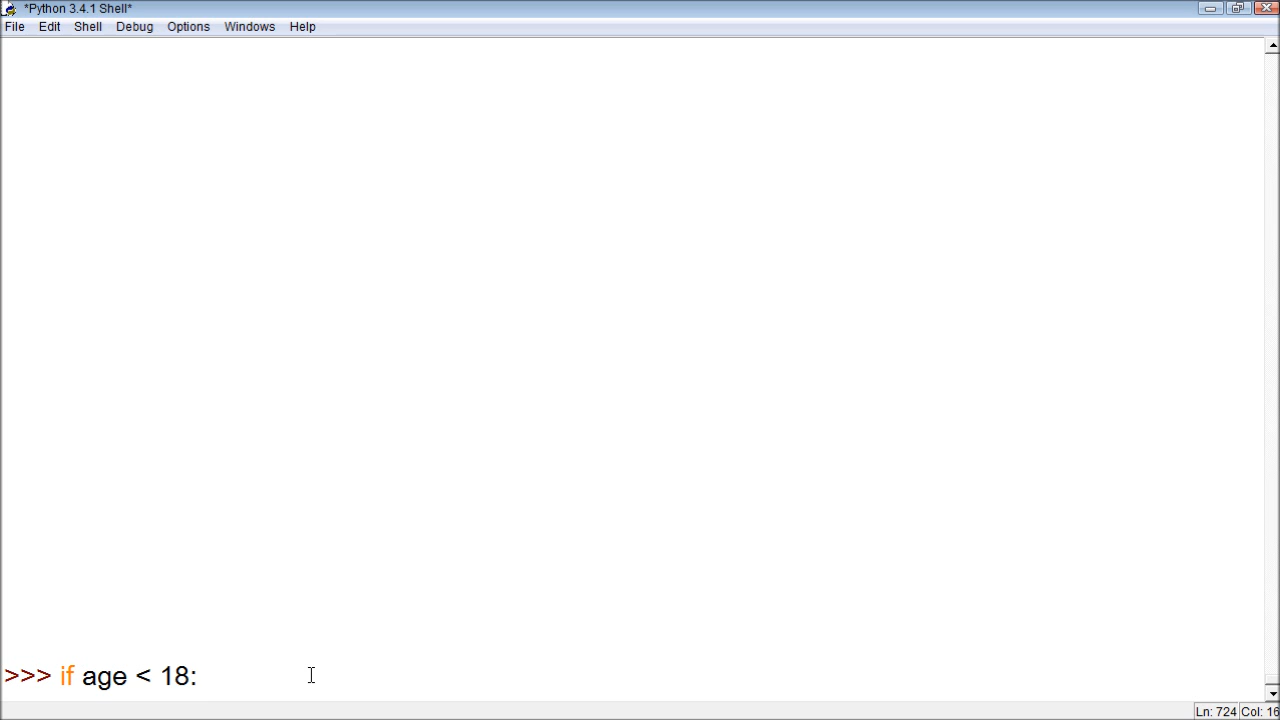 *Python 3.4.1 Shell*
File Edit Shell Debug Options Windows Help
>>> if age < 18:
Ln: 724 Col: 16